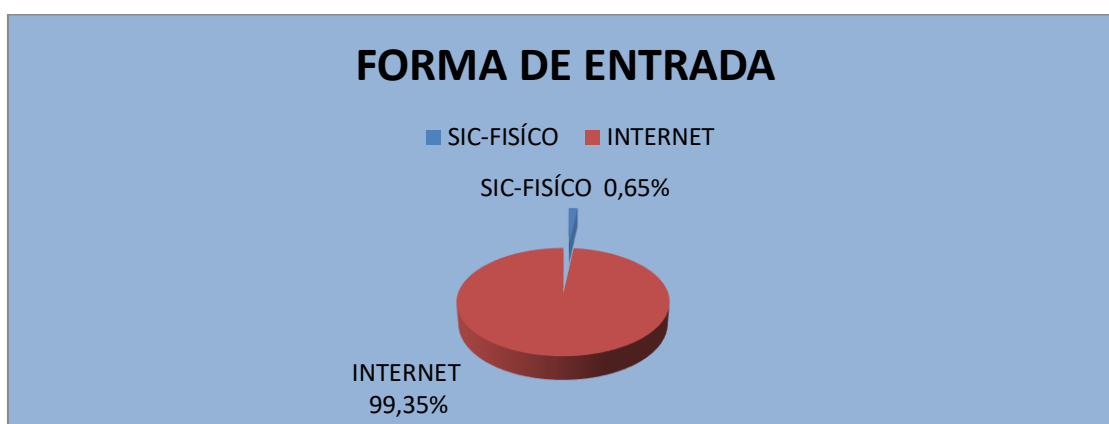 FORMA DE ENTRADA
SIC-FISÍCO INTERNET
SIC-FISÍCO 0,65%
INTERNET
99,35%